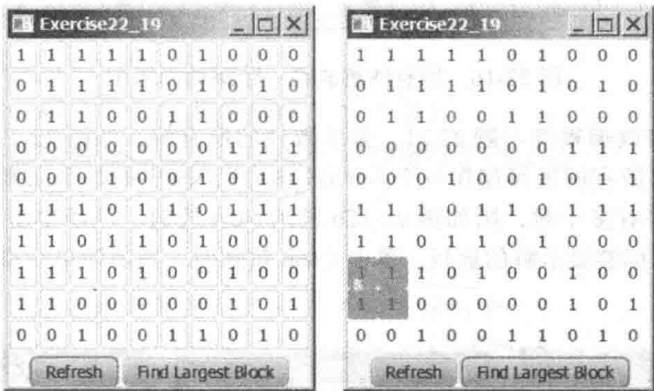 Exercise22_19
1 1 1 1 1 0 1 0 0 0
0 1 1 1 1 0 1 0 1 0
0 1 1 0 0 1 1 0 0 0
0 0 0 0 0 0 0 1 1 1
0 0 0 1 0 0 1 0 1 1
1 1 1 0 1 1 0 1 1 1
1 1 0 1 1 0 1 0 0 0
1 1 1 0 1 0 0 1 0 0
1 1 0 0 0 0 0 1 0 1
0 0 1 0 0 1 1 0 1 0
Refresh Find Largest Block
Exercise22_19
1 1 1 1 1 0 1 0 0 0
0 1 1 1 1 0 1 0 1 0
0 1 1 0 0 1 1 0 0 0
0 0 0 0 0 0 0 1 1 1
0 0 0 1 0 0 1 0 1 1
1 1 1 0 1 1 0 1 1 1
1 1 0 1 1 0 1 0 0 0
1 1 1 0 1 0 0 1 0 0
1 1 0 0 0 0 0 1 0 1
0 0 1 0 0 1 1 0 1 0
Refresh Find Largest Block